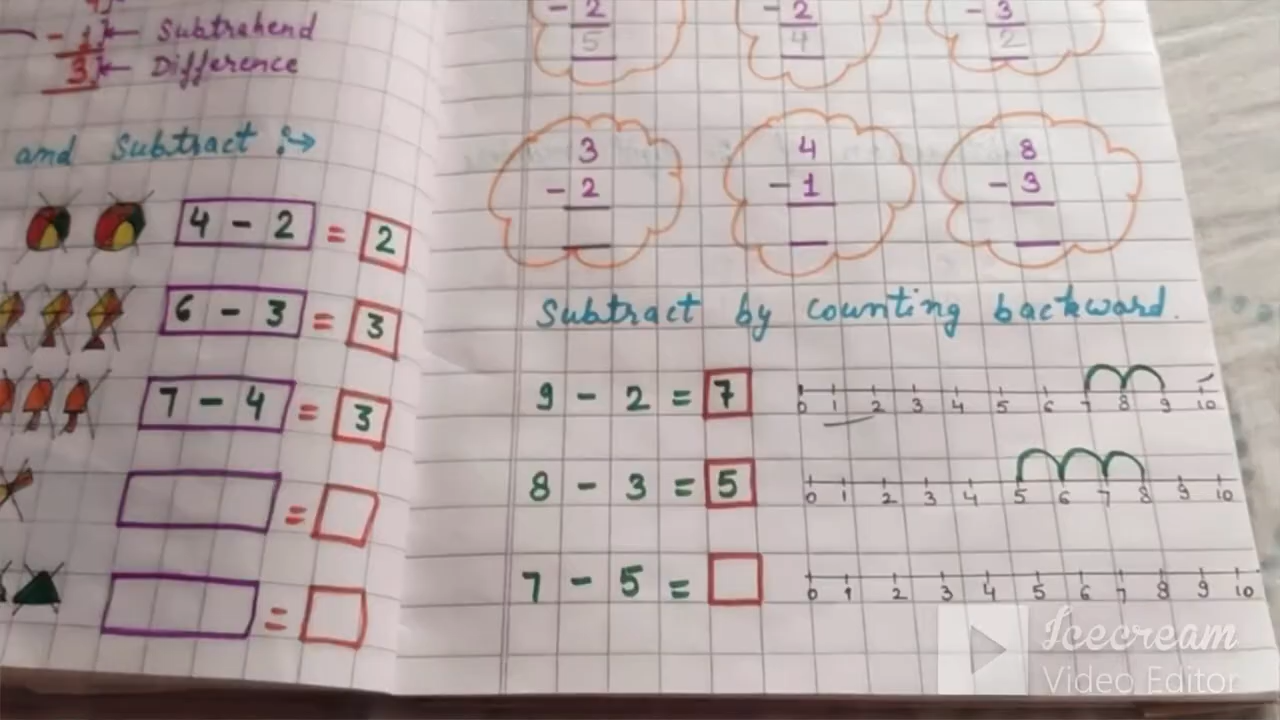 - 1 ← Subtrahend
3 ← Difference
and Subtract :→
4 - 2 = 2
6 - 3 = 3
7 - 4 = 3
=
=
- 2 - 2 - 3
5 4 2
3 4 8
- 2 - 1 - 3
Subtract by counting backward.
9 - 2 = 7
0 1 2 3 4 5 6 7 8 9 10
8 - 3 = 5
0 1 2 3 4 5 6 7 8 9 10
7 - 5 =
0 1 2 3 4 5 6 7 8 9 10
Icecream
Video Editor